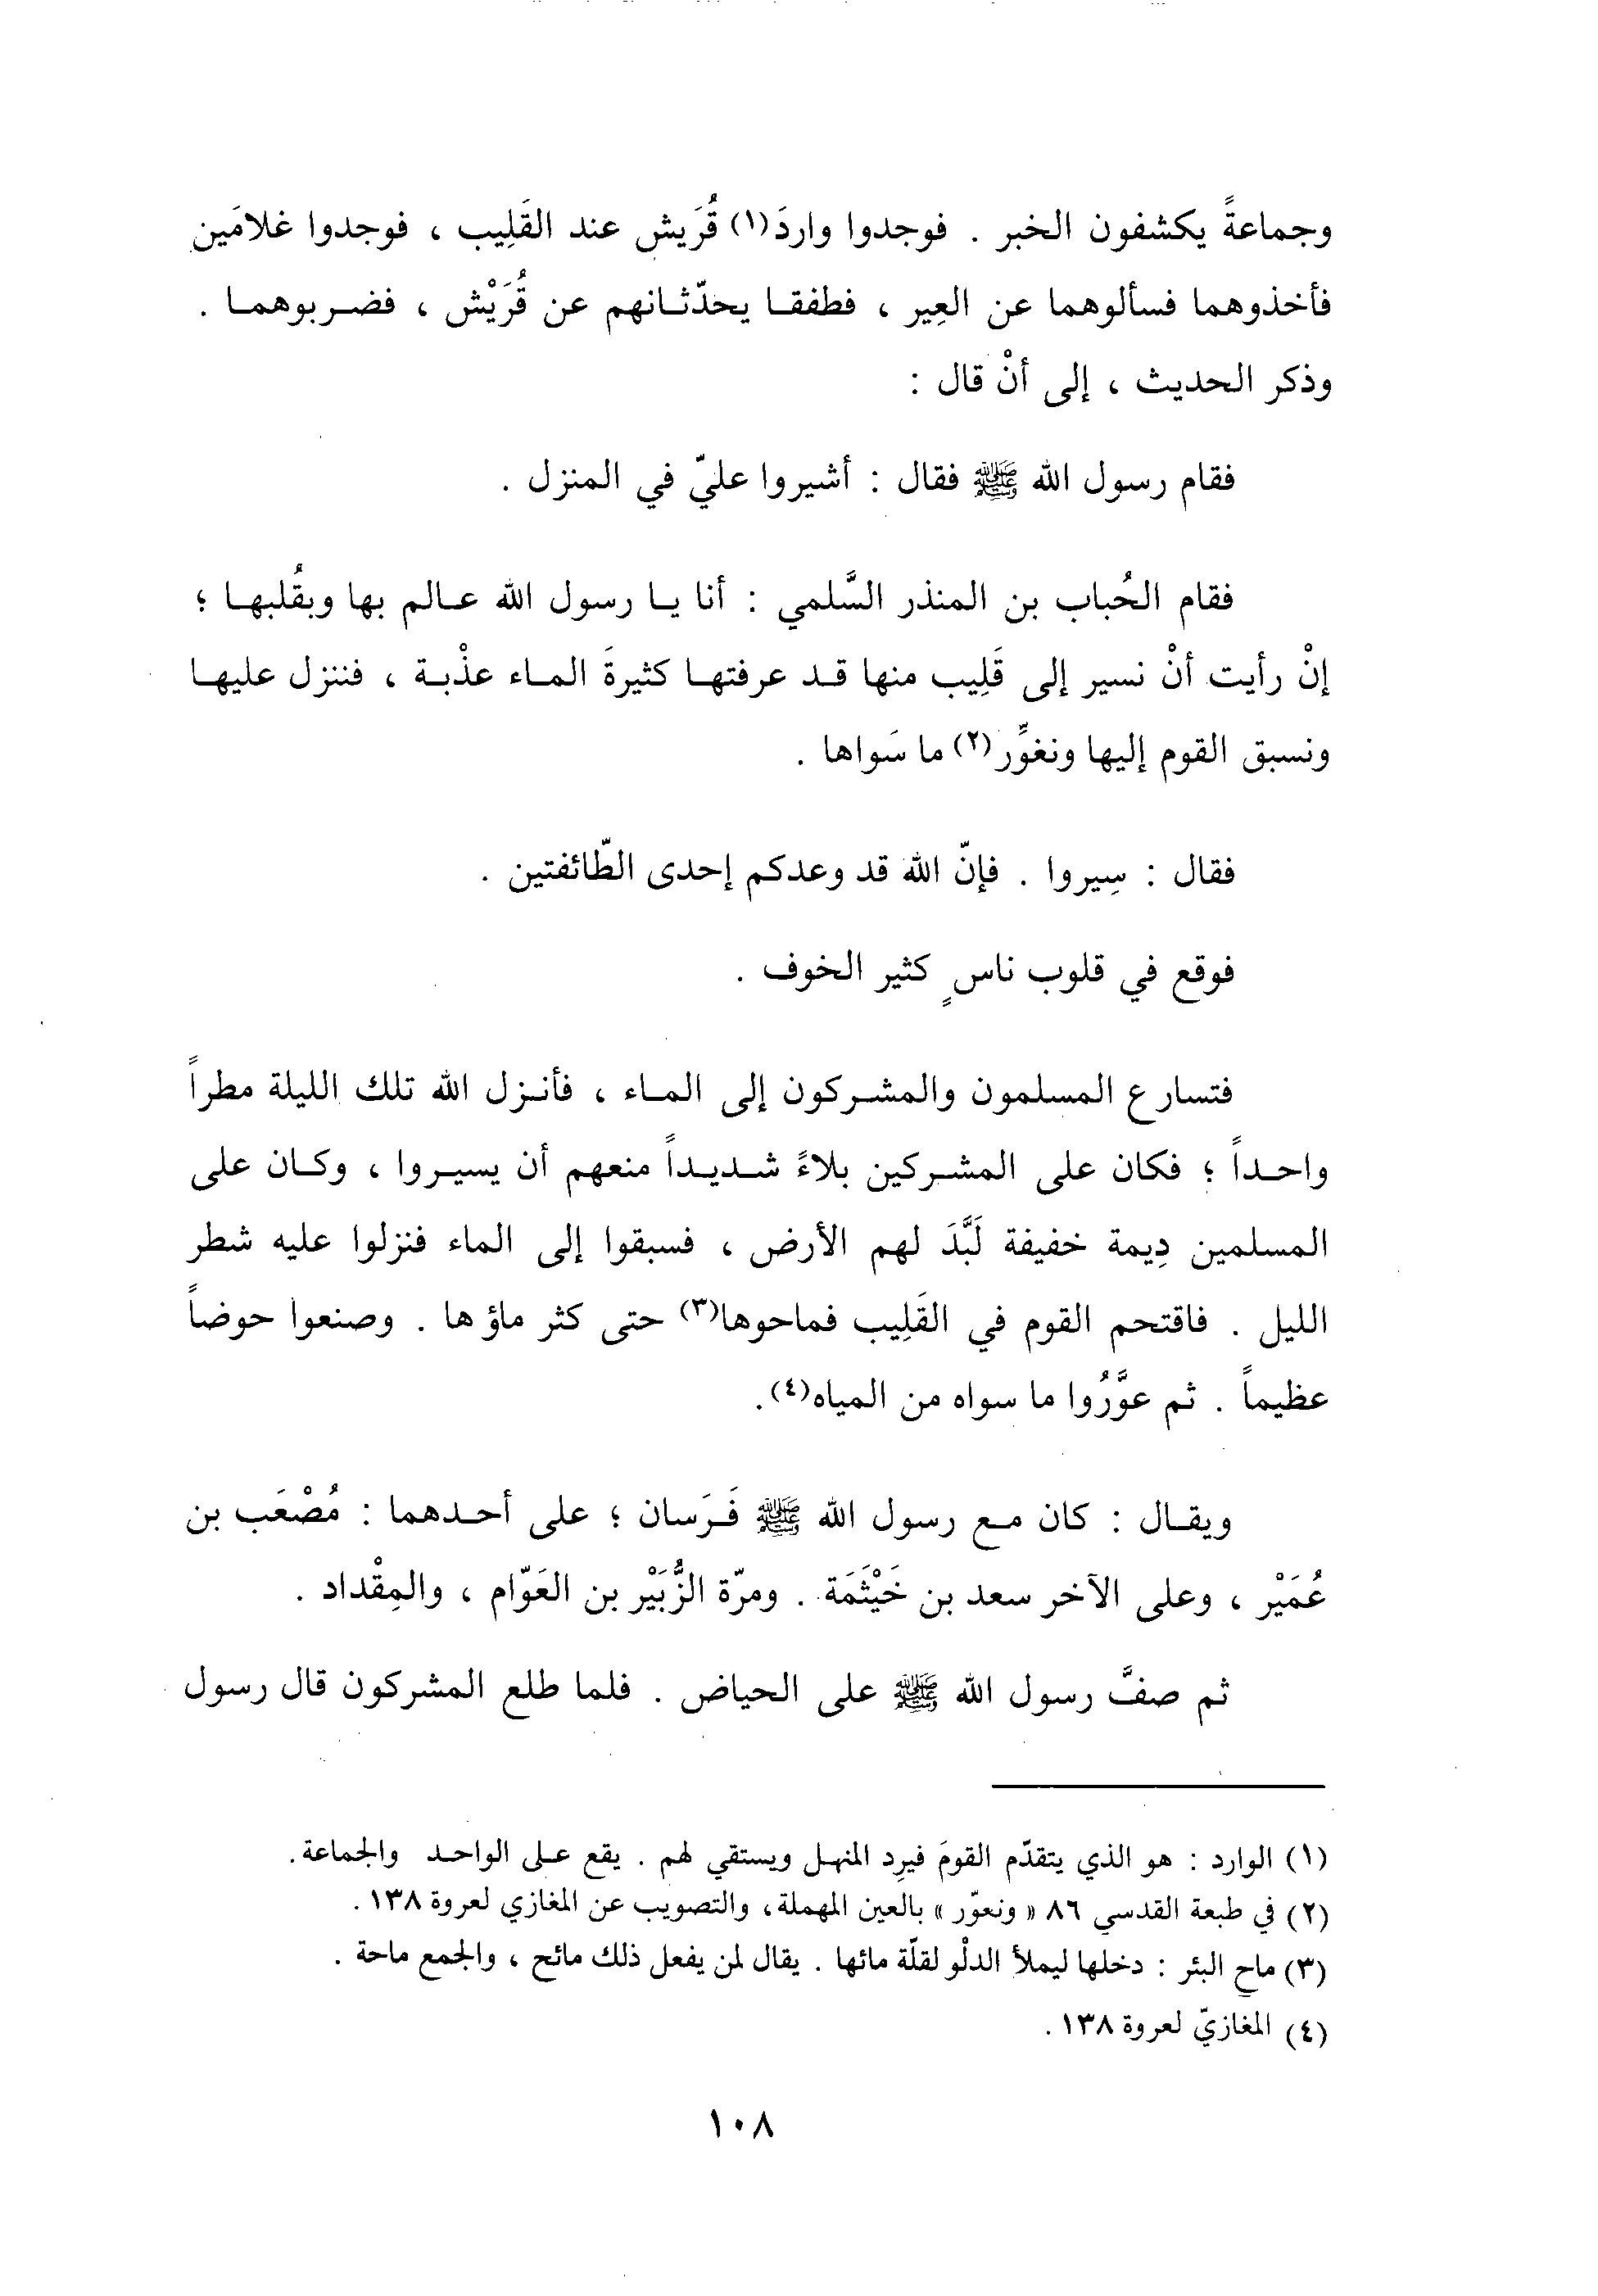 وجماعةً يكشفون الخبر . فوجدوا واردَ(١) قُرَيش عند القَلِيب ، فوجدوا غلامَين
فأخذوهما فسألوهما عن العِير ، فطفقا يحدّثانهم عن قُرَيْش ، فضربوهما .
وذكر الحديث ، إلى أنْ قال :
فقام رسول الله ﷺ فقال : أشيروا عليّ في المنزل .
فقام الحُباب بن المنذر السَّلمي : أنا يا رسول الله عالم بها وبقُلبها ؛
إنْ رأيت أنْ نسير إلى قَلِيب منها قد عرفتها كثيرةَ الماء عذْبة ، فننزل عليها
ونسبق القوم إليها ونغوِّر(٢) ما سَواها .
فقال : سِيروا . فإنّ الله قد وعدكم إحدى الطّائفتين .
فوقع في قلوب ناسٍ كثير الخوف .
فتسارع المسلمون والمشركون إلى الماء ، فأنزل الله تلك الليلة مطراً
واحداً ؛ فكان على المشركين بلاءً شديداً منعهم أن يسيروا ، وكان على
المسلمين دِيمة خفيفة لَبَّدَ لهم الأرض ، فسبقوا إلى الماء فنزلوا عليه شطر
الليل . فاقتحم القوم في القَلِيب فماحوها(٣) حتى كثر ماؤها . وصنعوا حوضاً
عظيماً . ثم عوَّرُوا ما سواه من المياه(٤).
ويقال : كان مع رسول الله ﷺ فَرَسان ؛ على أحدهما : مُصْعَب بن
عُمَيْر ، وعلى الآخر سعد بن خَيْثَمَة . ومرّة الزُّبَيْر بن العَوّام ، والمِقْداد .
ثم صفَّ رسول الله ﷺ على الحياض . فلما طلع المشركون قال رسول
(١) الوارد : هو الذي يتقدّم القومَ فيرِد المنهل ويستقي لهم . يقع على الواحد والجماعة.
(٢) في طبعة القدسي ٨٦ « ونعوّر » بالعين المهملة، والتصويب عن المغازي لعروة ١٣٨ .
(٣) ماح البئر : دخلها ليملأ الدلْو لقلّة مائها . يقال لمن يفعل ذلك مائح ، والجمع ماحة .
(٤) المغازيّ لعروة ١٣٨ .
١٠٨